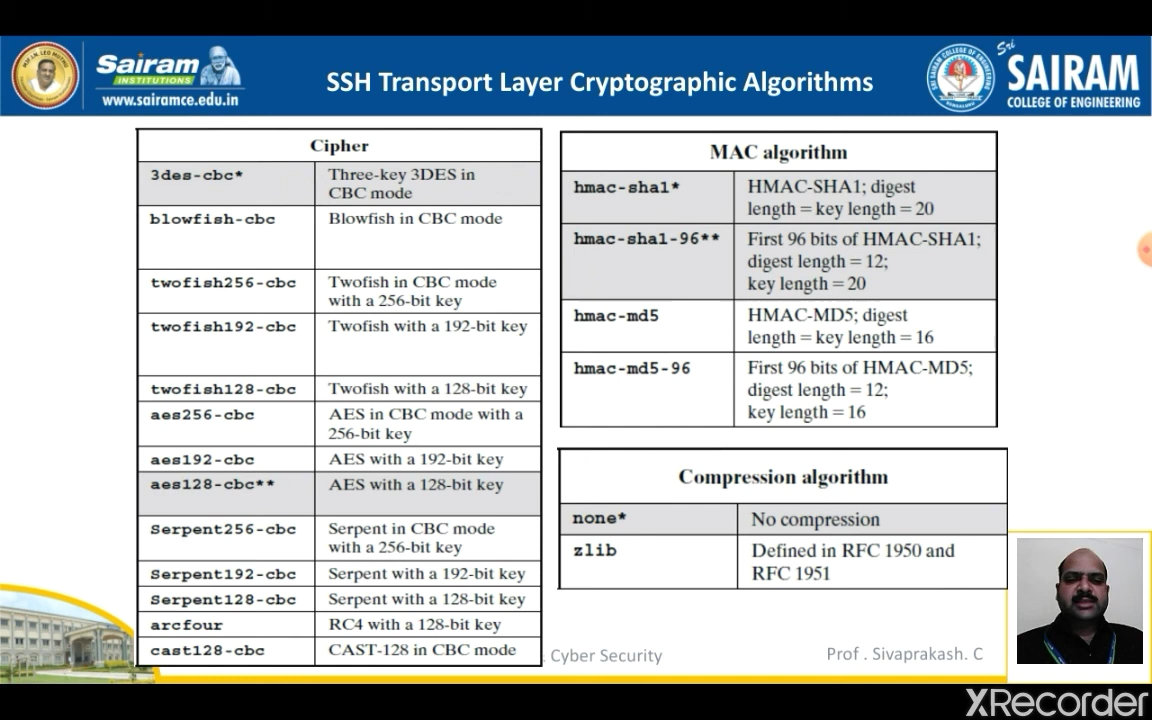 Sairam
INSTITUTIONS
www.sairamce.edu.in
SSH Transport Layer Cryptographic Algorithms
Sri
SAIRAM
COLLEGE OF ENGINEERING
Cipher
3des-cbc* Three-key 3DES in
CBC mode
blowfish-cbc Blowfish in CBC mode
twofish256-cbc Twofish in CBC mode
with a 256-bit key
twofish192-cbc Twofish with a 192-bit key
twofish128-cbc Twofish with a 128-bit key
aes256-cbc AES in CBC mode with a
256-bit key
aes192-cbc AES with a 192-bit key
aes128-cbc** AES with a 128-bit key
Serpent256-cbc Serpent in CBC mode
with a 256-bit key
Serpent192-cbc Serpent with a 192-bit key
Serpent128-cbc Serpent with a 128-bit key
arcfour RC4 with a 128-bit key
cast128-cbc CAST-128 in CBC mode
MAC algorithm
hmac-sha1* HMAC-SHA1; digest
length = key length = 20
hmac-sha1-96** First 96 bits of HMAC-SHA1;
digest length = 12;
key length = 20
hmac-md5 HMAC-MD5; digest
length = key length = 16
hmac-md5-96 First 96 bits of HMAC-MD5;
digest length = 12;
key length = 16
Compression algorithm
none* No compression
zlib Defined in RFC 1950 and
RFC 1951
. Cyber Security
Prof . Sivaprakash. C
XRecorder